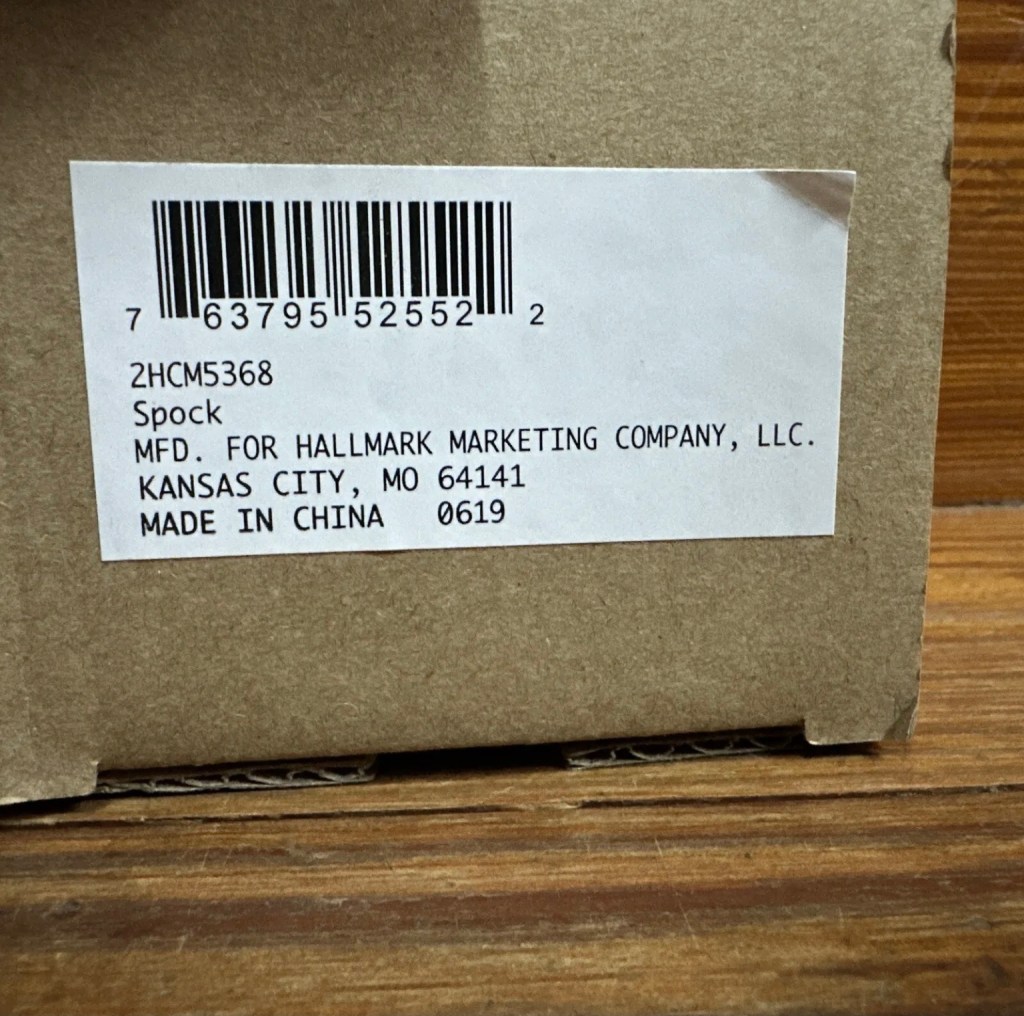 7 63795 52552 2
2HCM5368
Spock
MFD. FOR HALLMARK MARKETING COMPANY, LLC.
KANSAS CITY, MO 64141
MADE IN CHINA 0619